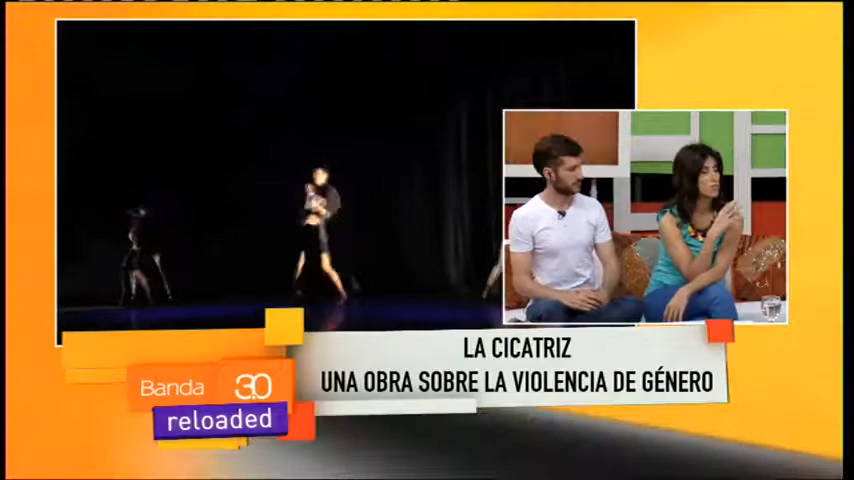 LA CICATRIZ
UNA OBRA SOBRE LA VIOLENCIA DE GÉNERO
Banda 3.0
reloaded